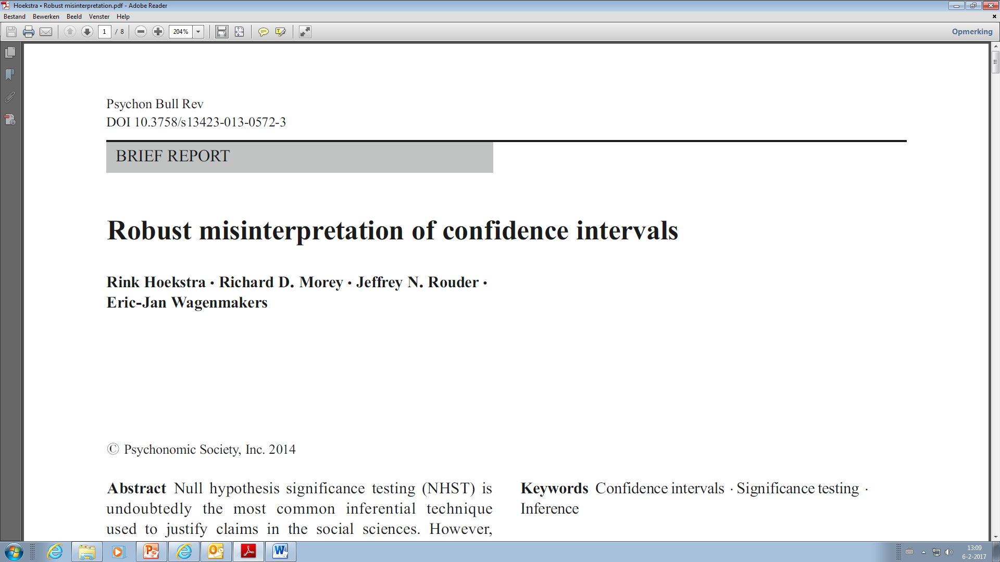 Hoekstra • Robust misinterpretation.pdf - Adobe Reader
Bestand Bewerken Beeld Venster Help
1 / 8 204% Opmerking
Psychon Bull Rev
DOI 10.3758/s13423-013-0572-3
BRIEF REPORT
Robust misinterpretation of confidence intervals
Rink Hoekstra • Richard D. Morey • Jeffrey N. Rouder •
Eric-Jan Wagenmakers
© Psychonomic Society, Inc. 2014
Abstract Null hypothesis significance testing (NHST) is
undoubtedly the most common inferential technique
used to justify claims in the social sciences. However,
Keywords Confidence intervals · Significance testing ·
Inference
13:09
6-2-2017